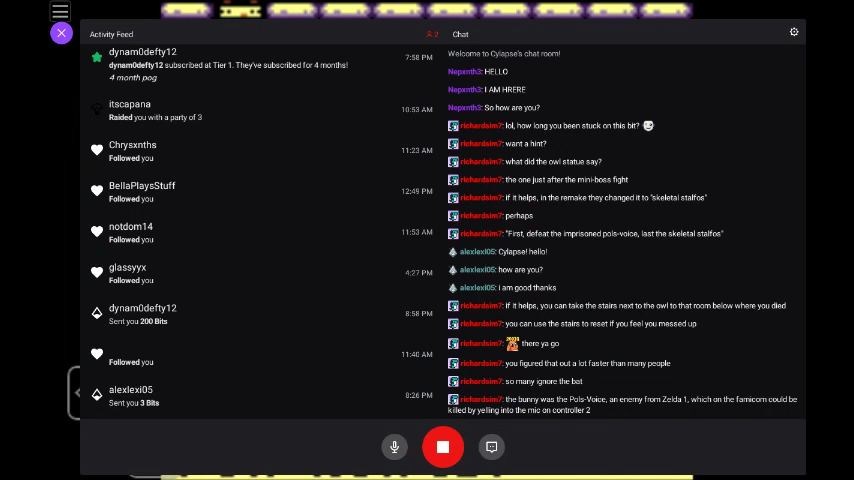 Activity Feed
2
dynam0defty12
dynam0defty12 subscribed at Tier 1. They've subscribed for 4 months!
4 month pog
7:58 PM
itscapana
Raided you with a party of 3
10:53 AM
Chrysxnths
Followed you
11:23 AM
BellaPlaysStuff
Followed you
12:49 PM
notdom14
Followed you
11:53 AM
glassyyx
Followed you
4:27 PM
dynam0defty12
Sent you 200 Bits
8:58 PM
Followed you
11:40 AM
alexlexi05
Sent you 3 Bits
8:26 PM
Chat
Welcome to Cylapse's chat room!
Nepxnth3: HELLO
Nepxnth3: I AM HRERE
Nepxnth3: So how are you?
richardsim7: lol, how long you been stuck on this bit?
richardsim7: want a hint?
richardsim7: what did the owl statue say?
richardsim7: the one just after the mini-boss fight
richardsim7: if it helps, in the remake they changed it to "skeletal stalfos"
richardsim7: perhaps
richardsim7: "First, defeat the imprisoned pols-voice, last the skeletal stalfos"
alexlexi05: Cylapse! hello!
alexlexi05: how are you?
alexlexi05: i am good thanks
richardsim7: if it helps, you can take the stairs next to the owl to that room below where you died
richardsim7: you can use the stairs to reset if you feel you messed up
richardsim7: there ya go
richardsim7: you figured that out a lot faster than many people
richardsim7: so many ignore the bat
richardsim7: the bunny was the Pols-Voice, an enemy from Zelda 1, which on the famicom could be
killed by yelling into the mic on controller 2